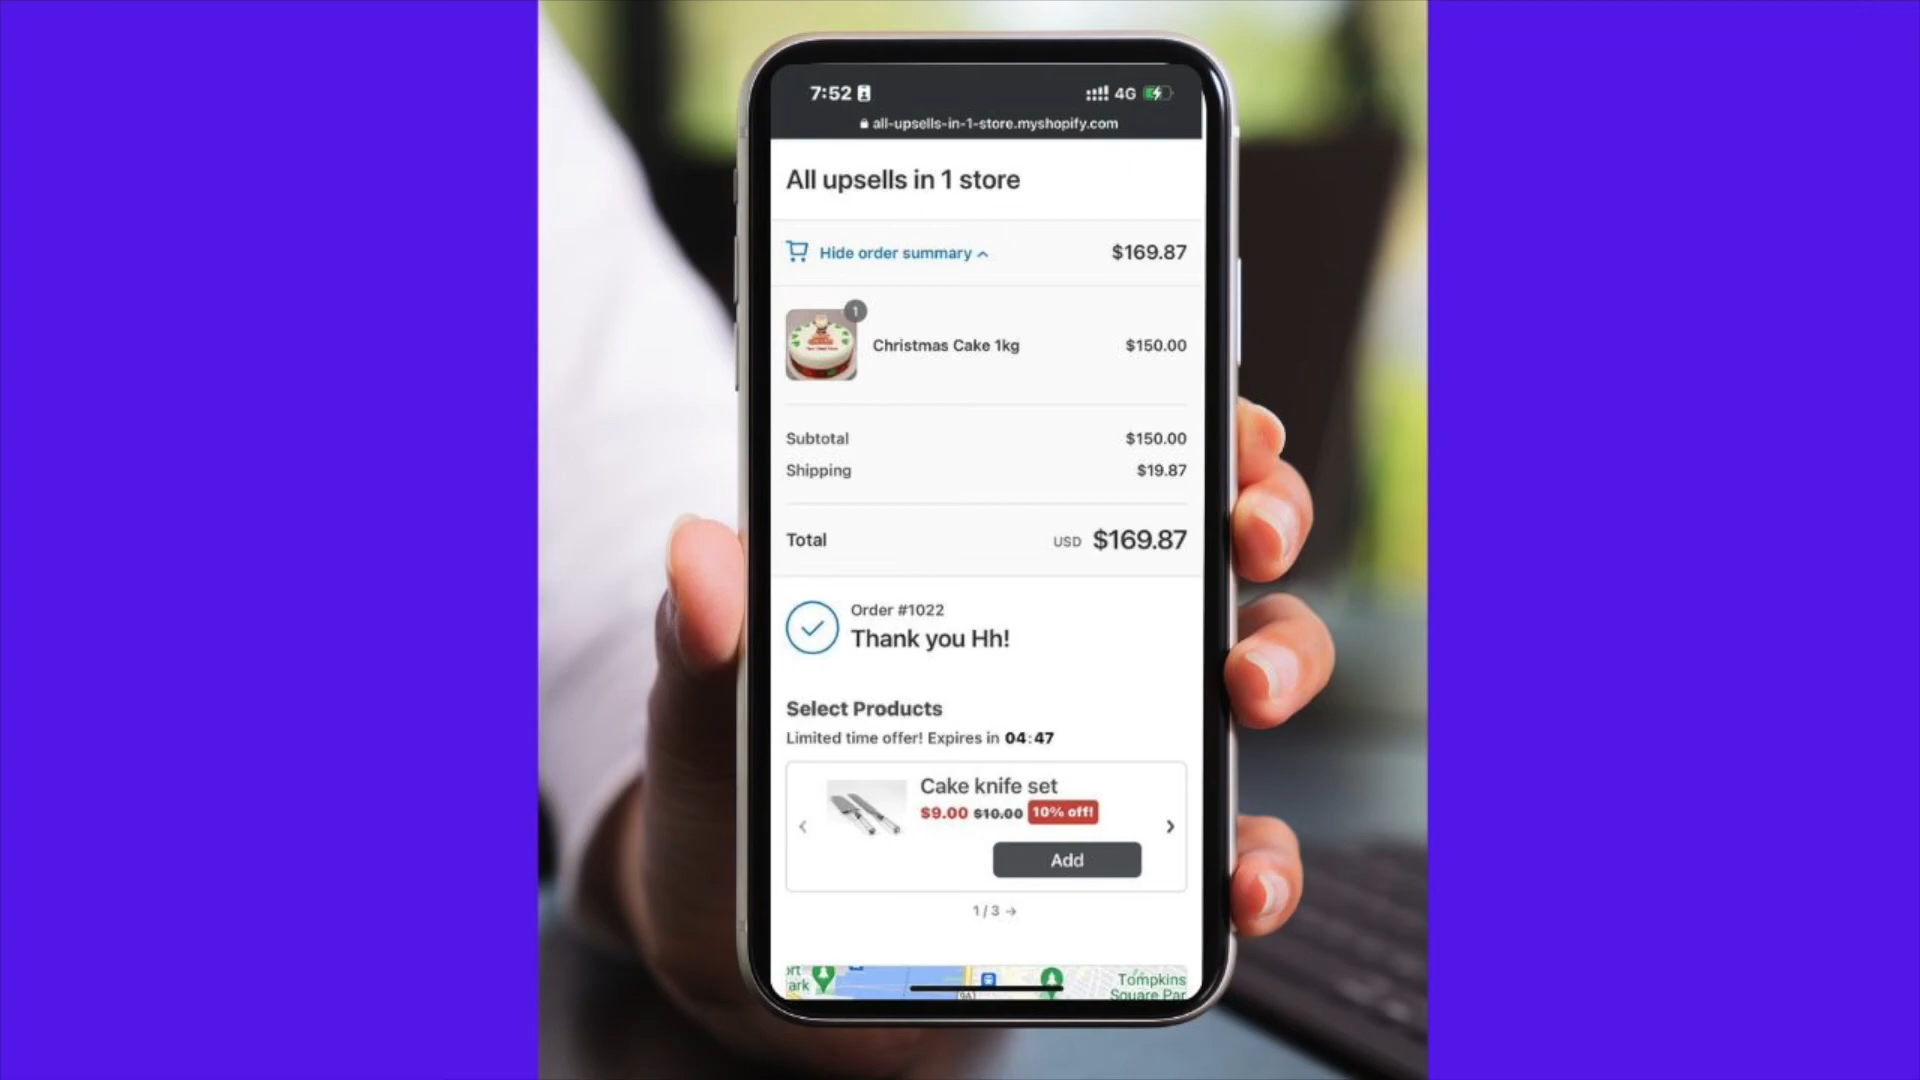 7:52 4G
all-upsells-in-1-store.myshopify.com
All upsells in 1 store
Hide order summary $169.87
1
Christmas Cake 1kg $150.00
Subtotal $150.00
Shipping $19.87
Total USD $169.87
Order #1022
Thank you Hh!
Select Products
Limited time offer! Expires in 04:47
Cake knife set
$9.00 $10.00 10% off!
Add
1/3 →
ark
Tompkins
Square Par